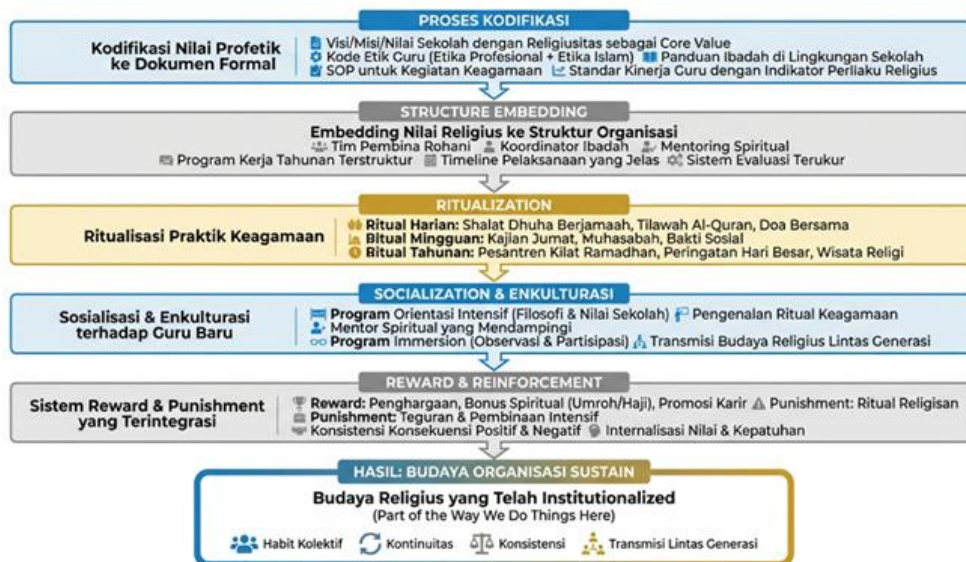 PROSES KODIFIKASI
Kodifikasi Nilai Profetik
ke Dokumen Formal
Visi/Misi/Nilai Sekolah dengan Religiusitas sebagai Core Value
Kode Etik Guru (Etika Profesional + Etika Islam) Panduan Ibadah di Lingkungan Sekolah
SOP untuk Kegiatan Keagamaan Standar Kinerja Guru dengan Indikator Perliaku Religius
STRUCTURE EMBEDDING
Embedding Nilai Religius ke Struktur Organisasi
Tim Pembina Rohani Koordinator Ibadah Mentoring Spiritual
Program Kerja Tahunan Terstruktur Timeline Pelaksanaan yang Jelas Sistem Evaluasi Terukur
RITUALIZATION
Ritualisasi Praktik Keagamaan
Ritual Harian: Shalat Dhuha Berjamaah, Tilawah Al-Quran, Doa Bersama
Bitual Mingguan: Kajian Jumat, Muhasabah, Bakti Sosial
Ritual Tahunan: Pesantren Kilat Ramadhan, Peringatan Hari Besar, Wisata Religi
SOCIALIZATION & ENKULTURASI
Sosialisasi & Enkulturasi
terhadap Guru Baru
Program Orientasi Intensif (Filosofi & Nilai Sekolah) Pengenalan Ritual Keagamaan
Mentor Spiritual yang Mendampingi
Program Immersion (Observasi & Partisipasi) Transmisi Budaya Religius Lintas Generasi
REWARD & REINFORCEMENT
Sistem Reward & Punishment
yang Terintegrasi
Reward: Penghargaan, Bonus Spiritual (Umroh/Haji), Promosi Karir Punishment: Ritual Religisan
Punishment: Teguran & Pembinaan Intensif
Konsistensi Konsekuensi Positif & Negatif Internalisasi Nilai & Kepatuhan
HASIL: BUDAYA ORGANISASI SUSTAIN
Budaya Religius yang Telah Institutionalized
(Part of the Way We Do Things Here)
Habit Kolektif Kontinuitas Konsistensi Transmisi Lintas Generasi